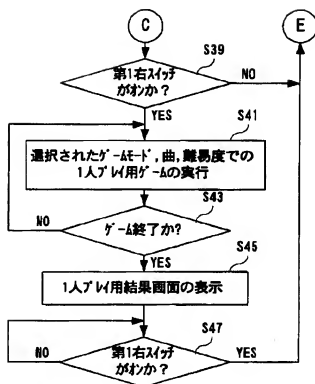 C
E
S39
第1右スイッチ
がオンか?
NO
YES
S41
選択されたゲームモード,曲,難易度での
1人プレイ用ゲームの実行
S43
ゲーム終了か?
NO
YES
S45
1人プレイ用結果画面の表示
S47
第1右スイッチ
がオンか?
NO
YES